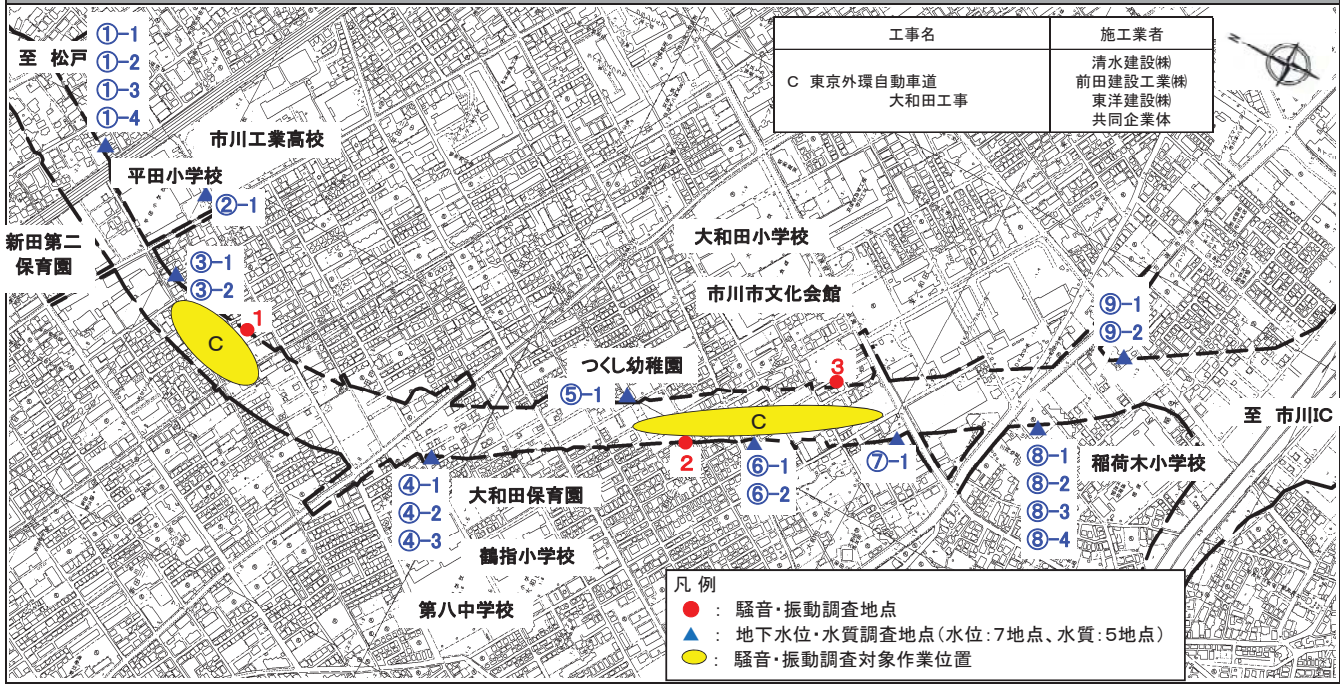 至 松戸
①-1
①-2
①-3
①-4
工事名
施工業者
C 東京外環自動車道
大和田工事
清水建設㈱
前田建設工業㈱
東洋建設㈱
共同企業体
N
市川工業高校
平田小学校
②-1
新田第二
保育園
③-1
③-2
1
C
大和田小学校
市川市文化会館
⑨-1
⑨-2
つくし幼稚園
⑤-1
3
C
2
⑥-1
⑥-2
⑦-1
至 市川IC
⑧-1
⑧-2
⑧-3
⑧-4
稲荷木小学校
④-1
④-2
④-3
大和田保育園
鶴指小学校
第八中学校
凡 例
： 騒音・振動調査地点
： 地下水位・水質調査地点(水位：7地点、水質：5地点)
： 騒音・振動調査対象作業位置